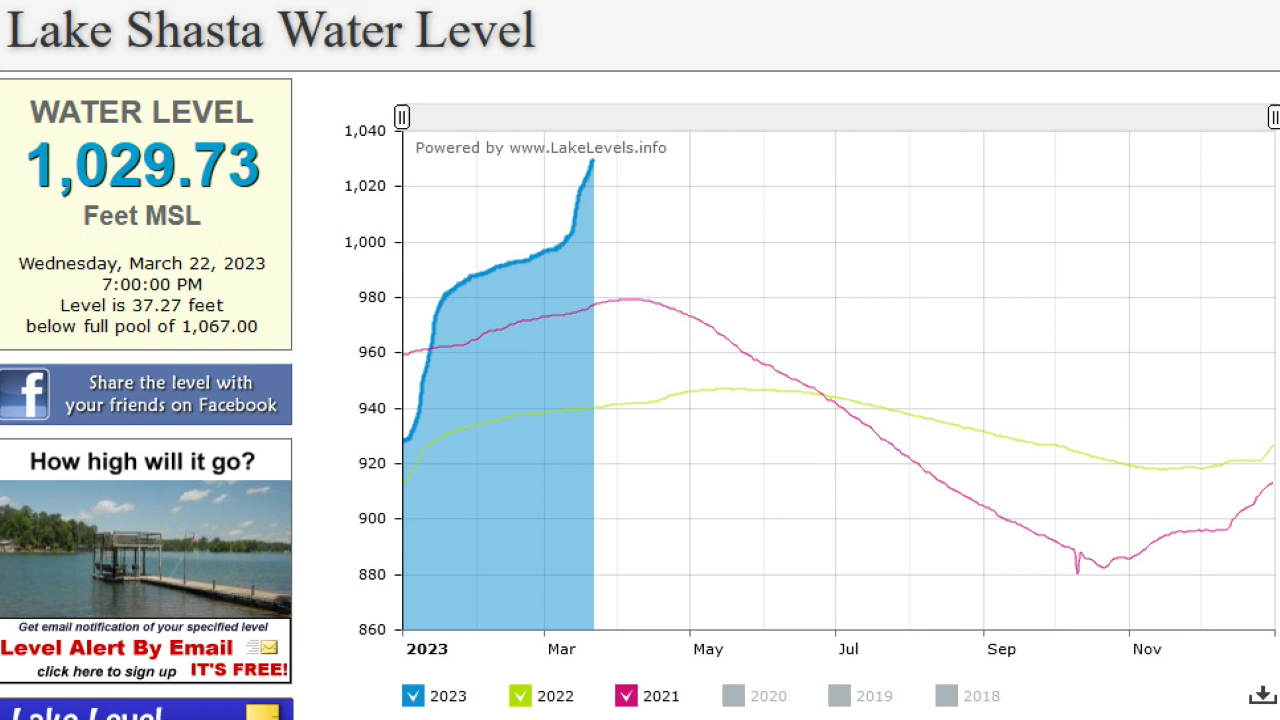 Lake Shasta Water Level
WATER LEVEL
1,029.73
Feet MSL
Wednesday, March 22, 2023
7:00:00 PM
Level is 37.27 feet
below full pool of 1,067.00
f
Share the level with
your friends on Facebook
How high will it go?
Get email notification of your specified level
Level Alert By Email
click here to sign up IT'S FREE!
Lake Level
Powered by www.LakeLevels.info
1,040
1,020
1,000
980
960
940
920
900
880
860
2023 Mar May Jul Sep Nov
2023 2022 2021 2020 2019 2018